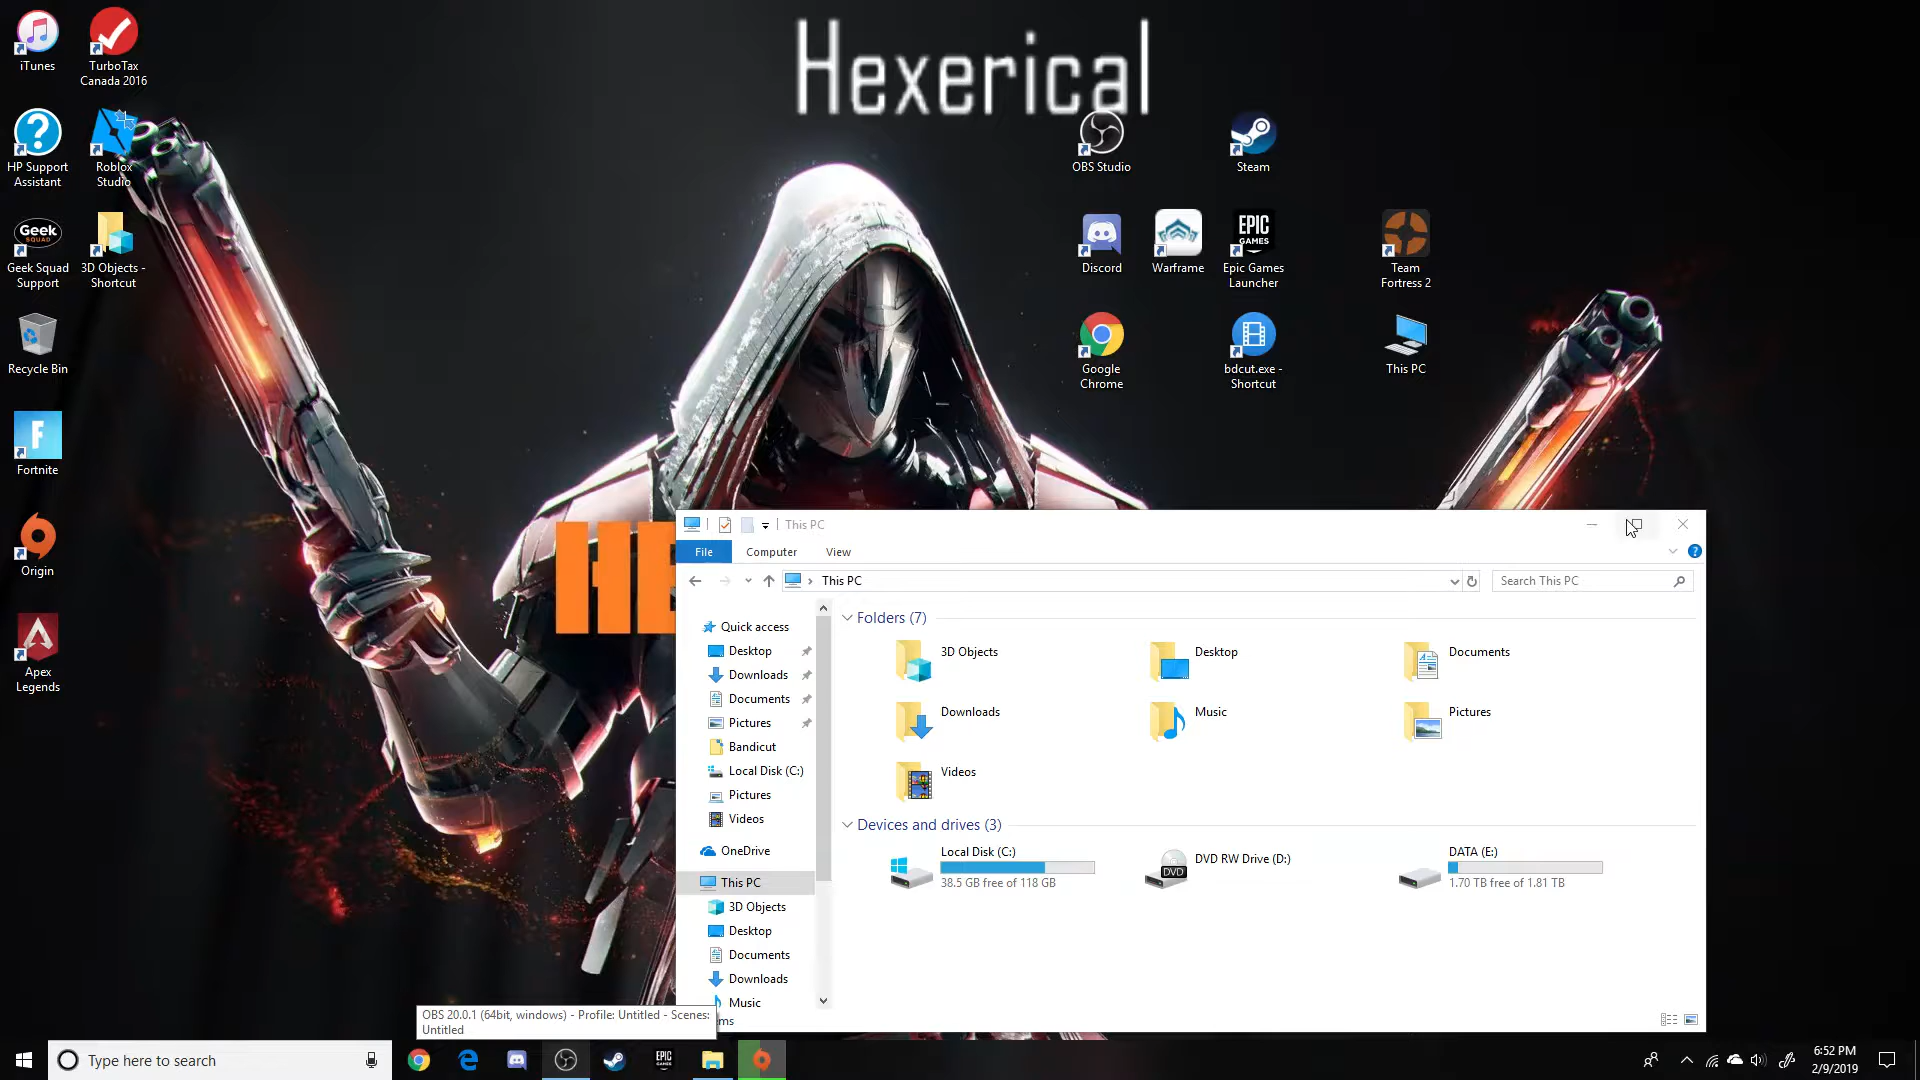 Hexerical
iTunes
TurboTax
Canada 2016
HP Support
Assistant
Roblox
Studio
Geek
SQUAD
Geek Squad
Support
3D Objects -
Shortcut
Recycle Bin
Fortnite
Origin
Apex
Legends
OBS Studio
Steam
Discord
Warframe
EPIC
GAMES
Epic Games
Launcher
Team
Fortress 2
Google
Chrome
bdcut.exe -
Shortcut
This PC
HE
This PC
File
Computer
View
This PC
Search This PC
Quick access
Desktop
Downloads
Documents
Pictures
Bandicut
Local Disk (C:)
Pictures
Videos
OneDrive
This PC
3D Objects
Desktop
Documents
Downloads
Music
Folders (7)
3D Objects
Desktop
Documents
Downloads
Music
Pictures
Videos
Devices and drives (3)
Local Disk (C:)
38.5 GB free of 118 GB
DVD
DVD RW Drive (D:)
DATA (E:)
1.70 TB free of 1.81 TB
ems
OBS 20.0.1 (64bit, windows) - Profile: Untitled - Scenes:
Untitled
Type here to search
EPIC
6:52 PM
2/9/2019